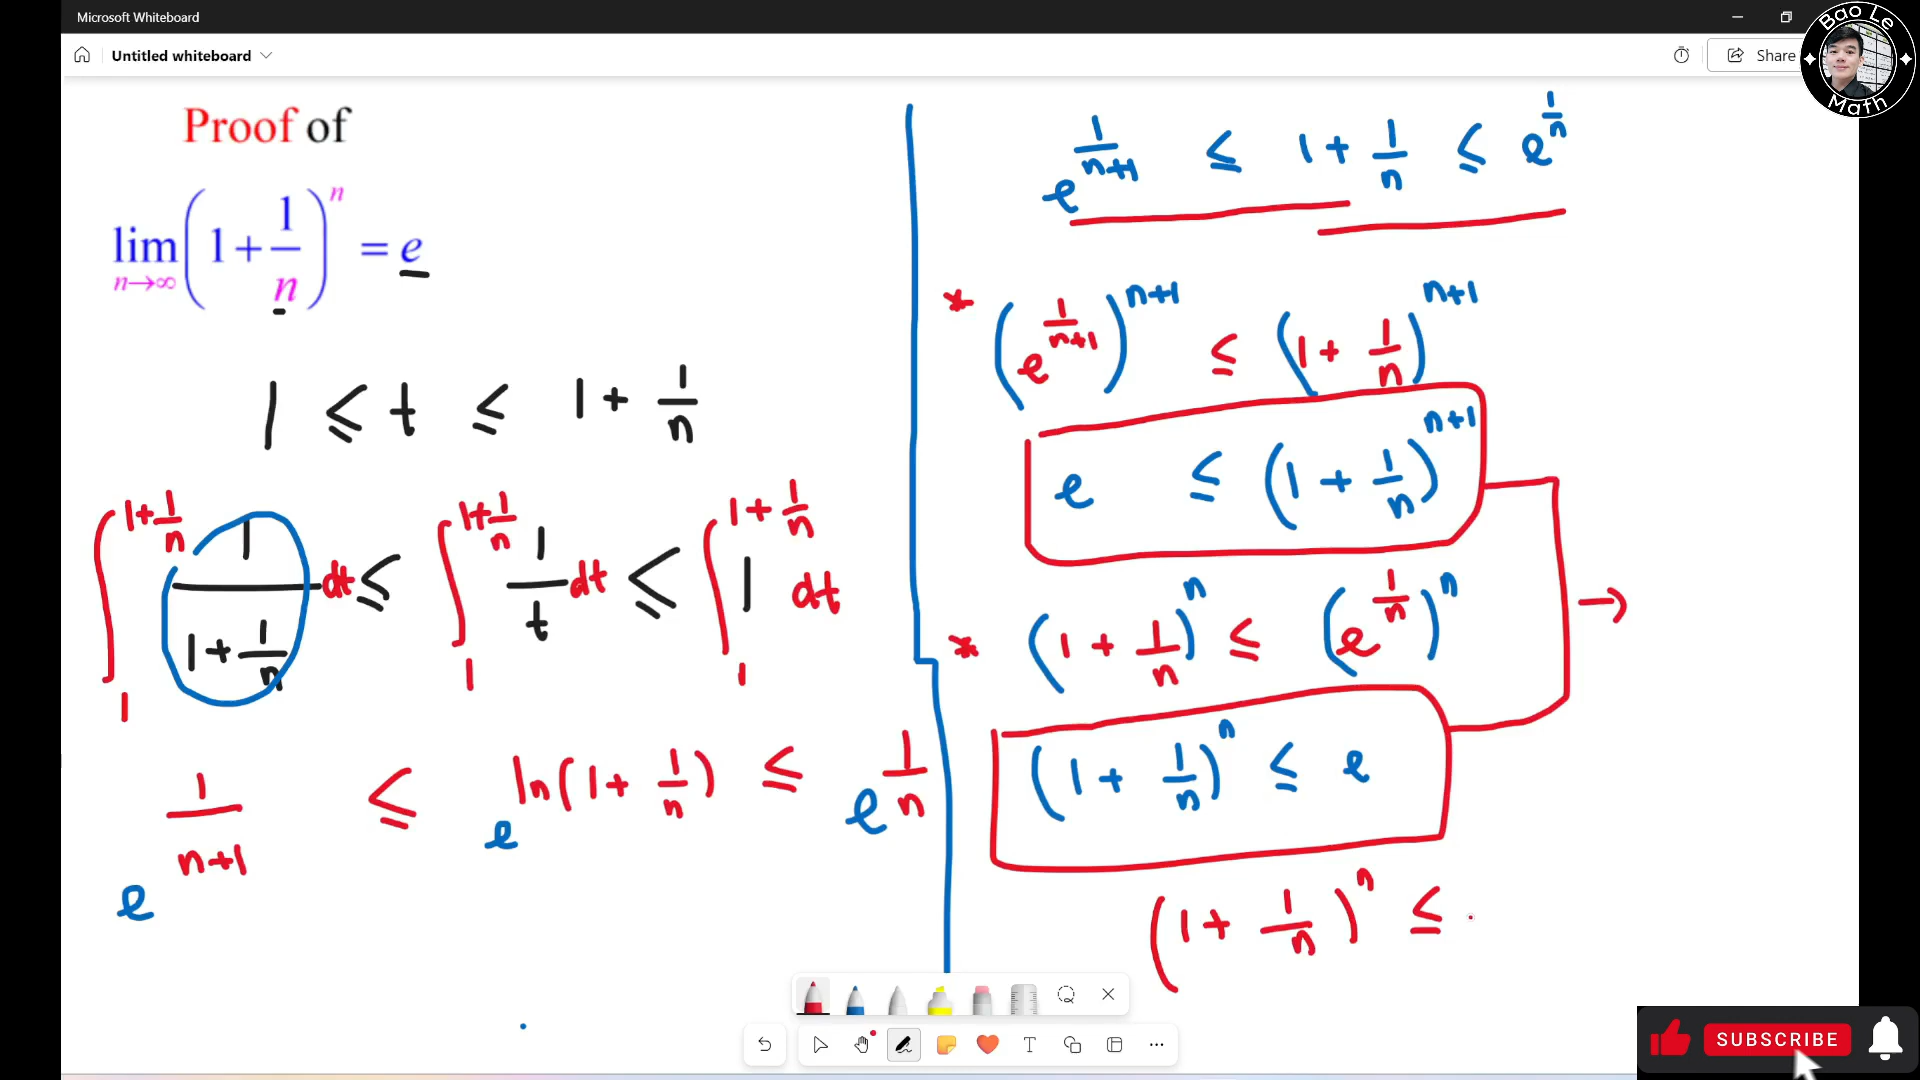 Microsoft Whiteboard
Untitled whiteboard
Share
Bao Le
Math
Proof of
lim n→∞ (1 + 1/n)^n = e
1 ≤ t ≤ 1 + 1/n
∫_1^{1+1/n} 1/(1 + 1/n) dt ≤ ∫_1^{1+1/n} 1/t dt ≤ ∫_1^{1+1/n} 1 dt
e^{1/(n+1)} ≤ e^{ln(1 + 1/n)} ≤ e^{1/n}
e^{1/(n+1)} ≤ 1 + 1/n ≤ e^{1/n}
* (e^{1/(n+1)})^{n+1} ≤ (1 + 1/n)^{n+1}
e ≤ (1 + 1/n)^{n+1}
* (1 + 1/n)^n ≤ (e^{1/n})^n
→
(1 + 1/n)^n ≤ e
(1 + 1/n)^n ≤
SUBSCRIBE